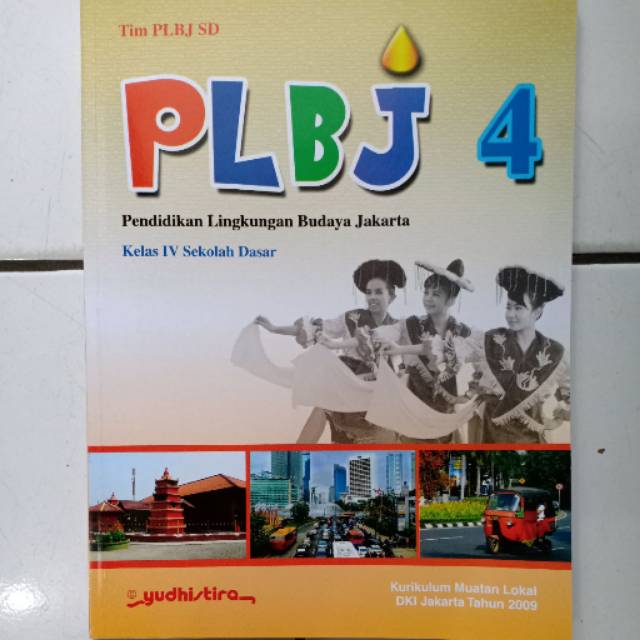 Tim PLBJ SD
PLBJ 4
Pendidikan Lingkungan Budaya Jakarta
Kelas IV Sekolah Dasar
yudhistira
Kurikulum Muatan Lokal
DKI Jakarta Tahun 2009